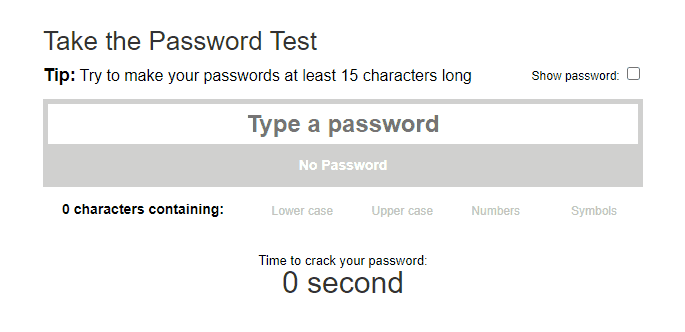 Take the Password Test
Tip: Try to make your passwords at least 15 characters long
Show password:
Type a password
No Password
0 characters containing:
Lower case
Upper case
Numbers
Symbols
Time to crack your password:
0 second